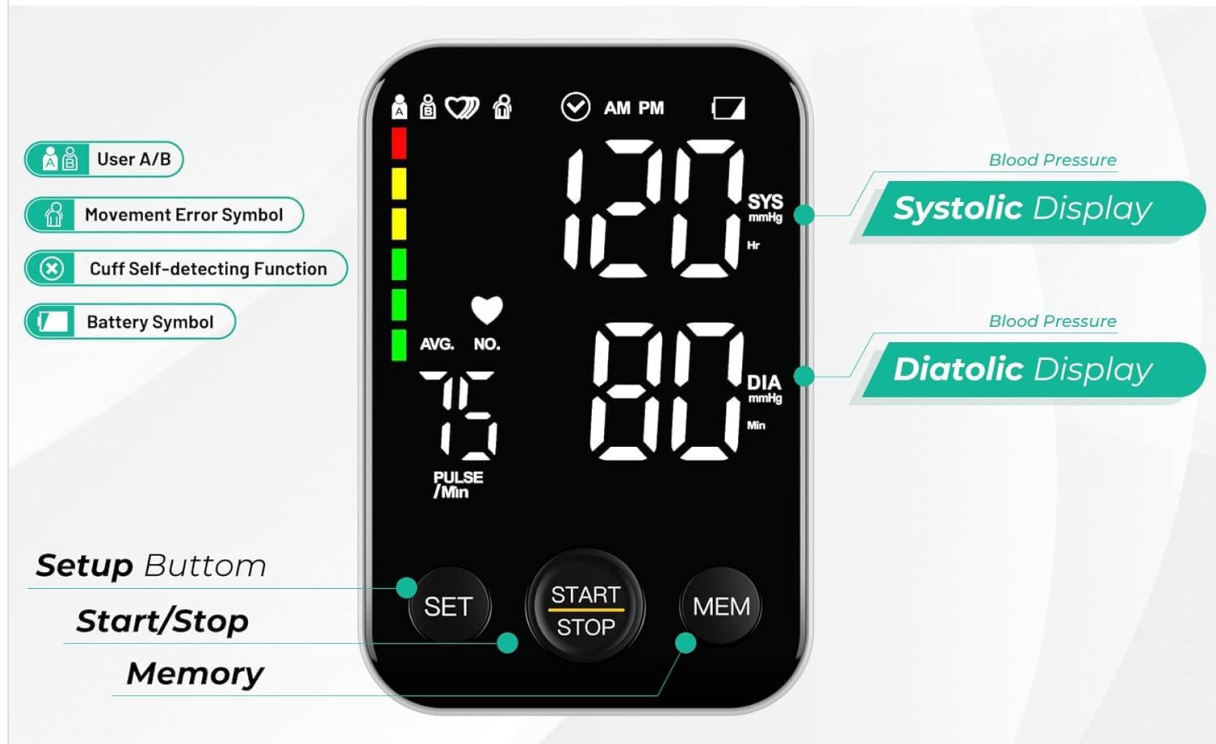 A B AM PM
A B User A/B
Movement Error Symbol
Cuff Self-detecting Function
Battery Symbol
120
SYS
mmHg
Hr
Blood Pressure
Systolic Display
AVG. NO.
75
PULSE
/Min
80
DIA
mmHg
Min
Blood Pressure
Diatolic Display
Setup Buttom
Start/Stop
Memory
SET
START
STOP
MEM